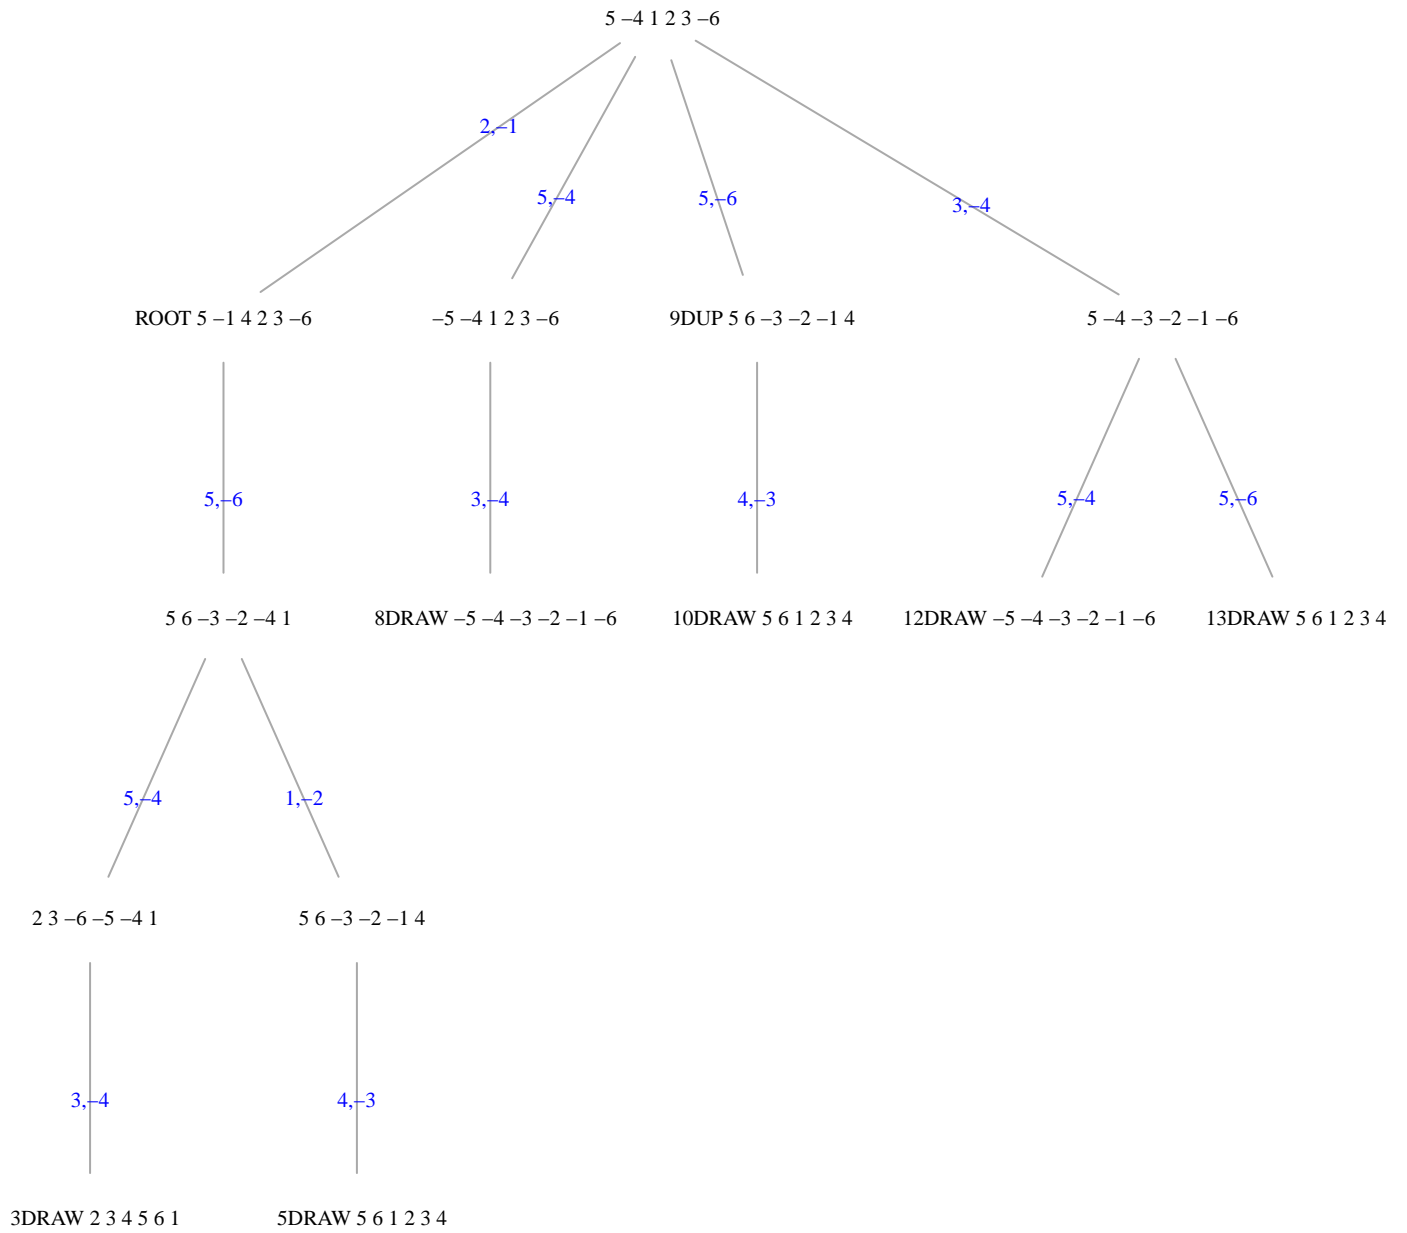 5 –4 1 2 3 –6
2,–1
5,–4
5,–6
3,–4
ROOT 5 –1 4 2 3 –6
–5 –4 1 2 3 –6
9DUP 5 6 –3 –2 –1 4
5 –4 –3 –2 –1 –6
5,–6
3,–4
4,–3
5,–4
5,–6
5 6 –3 –2 –4 1
8DRAW –5 –4 –3 –2 –1 –6
10DRAW 5 6 1 2 3 4
12DRAW –5 –4 –3 –2 –1 –6
13DRAW 5 6 1 2 3 4
5,–4
1,–2
2 3 –6 –5 –4 1
5 6 –3 –2 –1 4
3,–4
4,–3
3DRAW 2 3 4 5 6 1
5DRAW 5 6 1 2 3 4